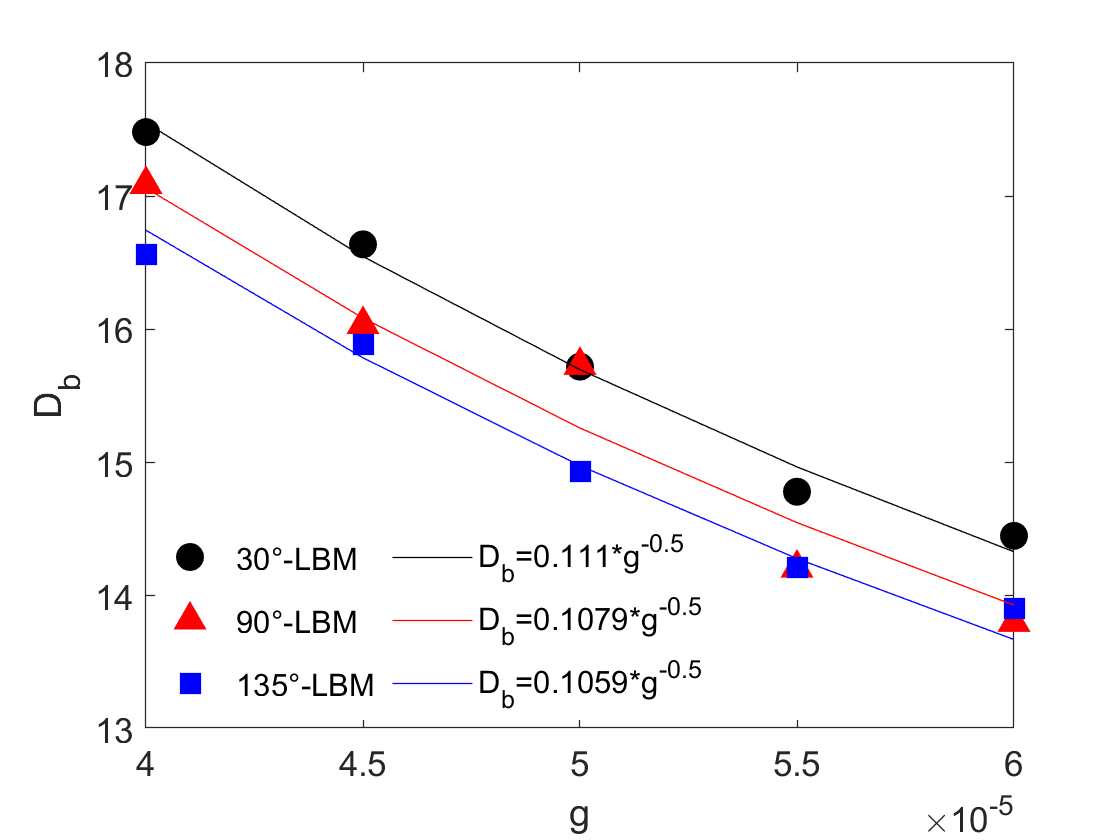 18
17
16
15
14
13
D_b
30°-LBM
D_b=0.111*g^-0.5
90°-LBM
D_b=0.1079*g^-0.5
135°-LBM
D_b=0.1059*g^-0.5
4 4.5 5 5.5 6
g
×10^-5